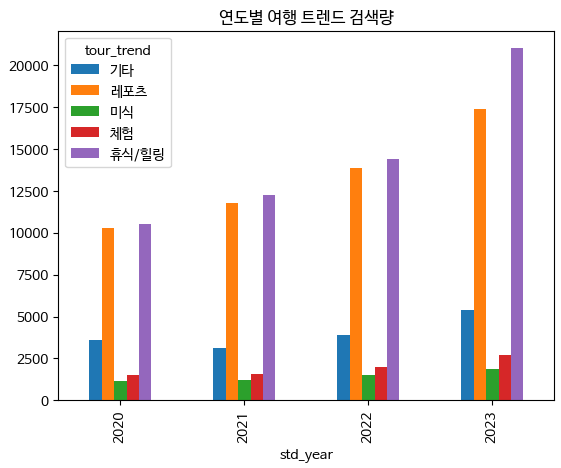 연도별 여행 트렌드 검색량
tour_trend
기타
레포츠
미식
체험
휴식/힐링
20000
17500
15000
12500
10000
7500
5000
2500
0
2020
2021
2022
2023
std_year